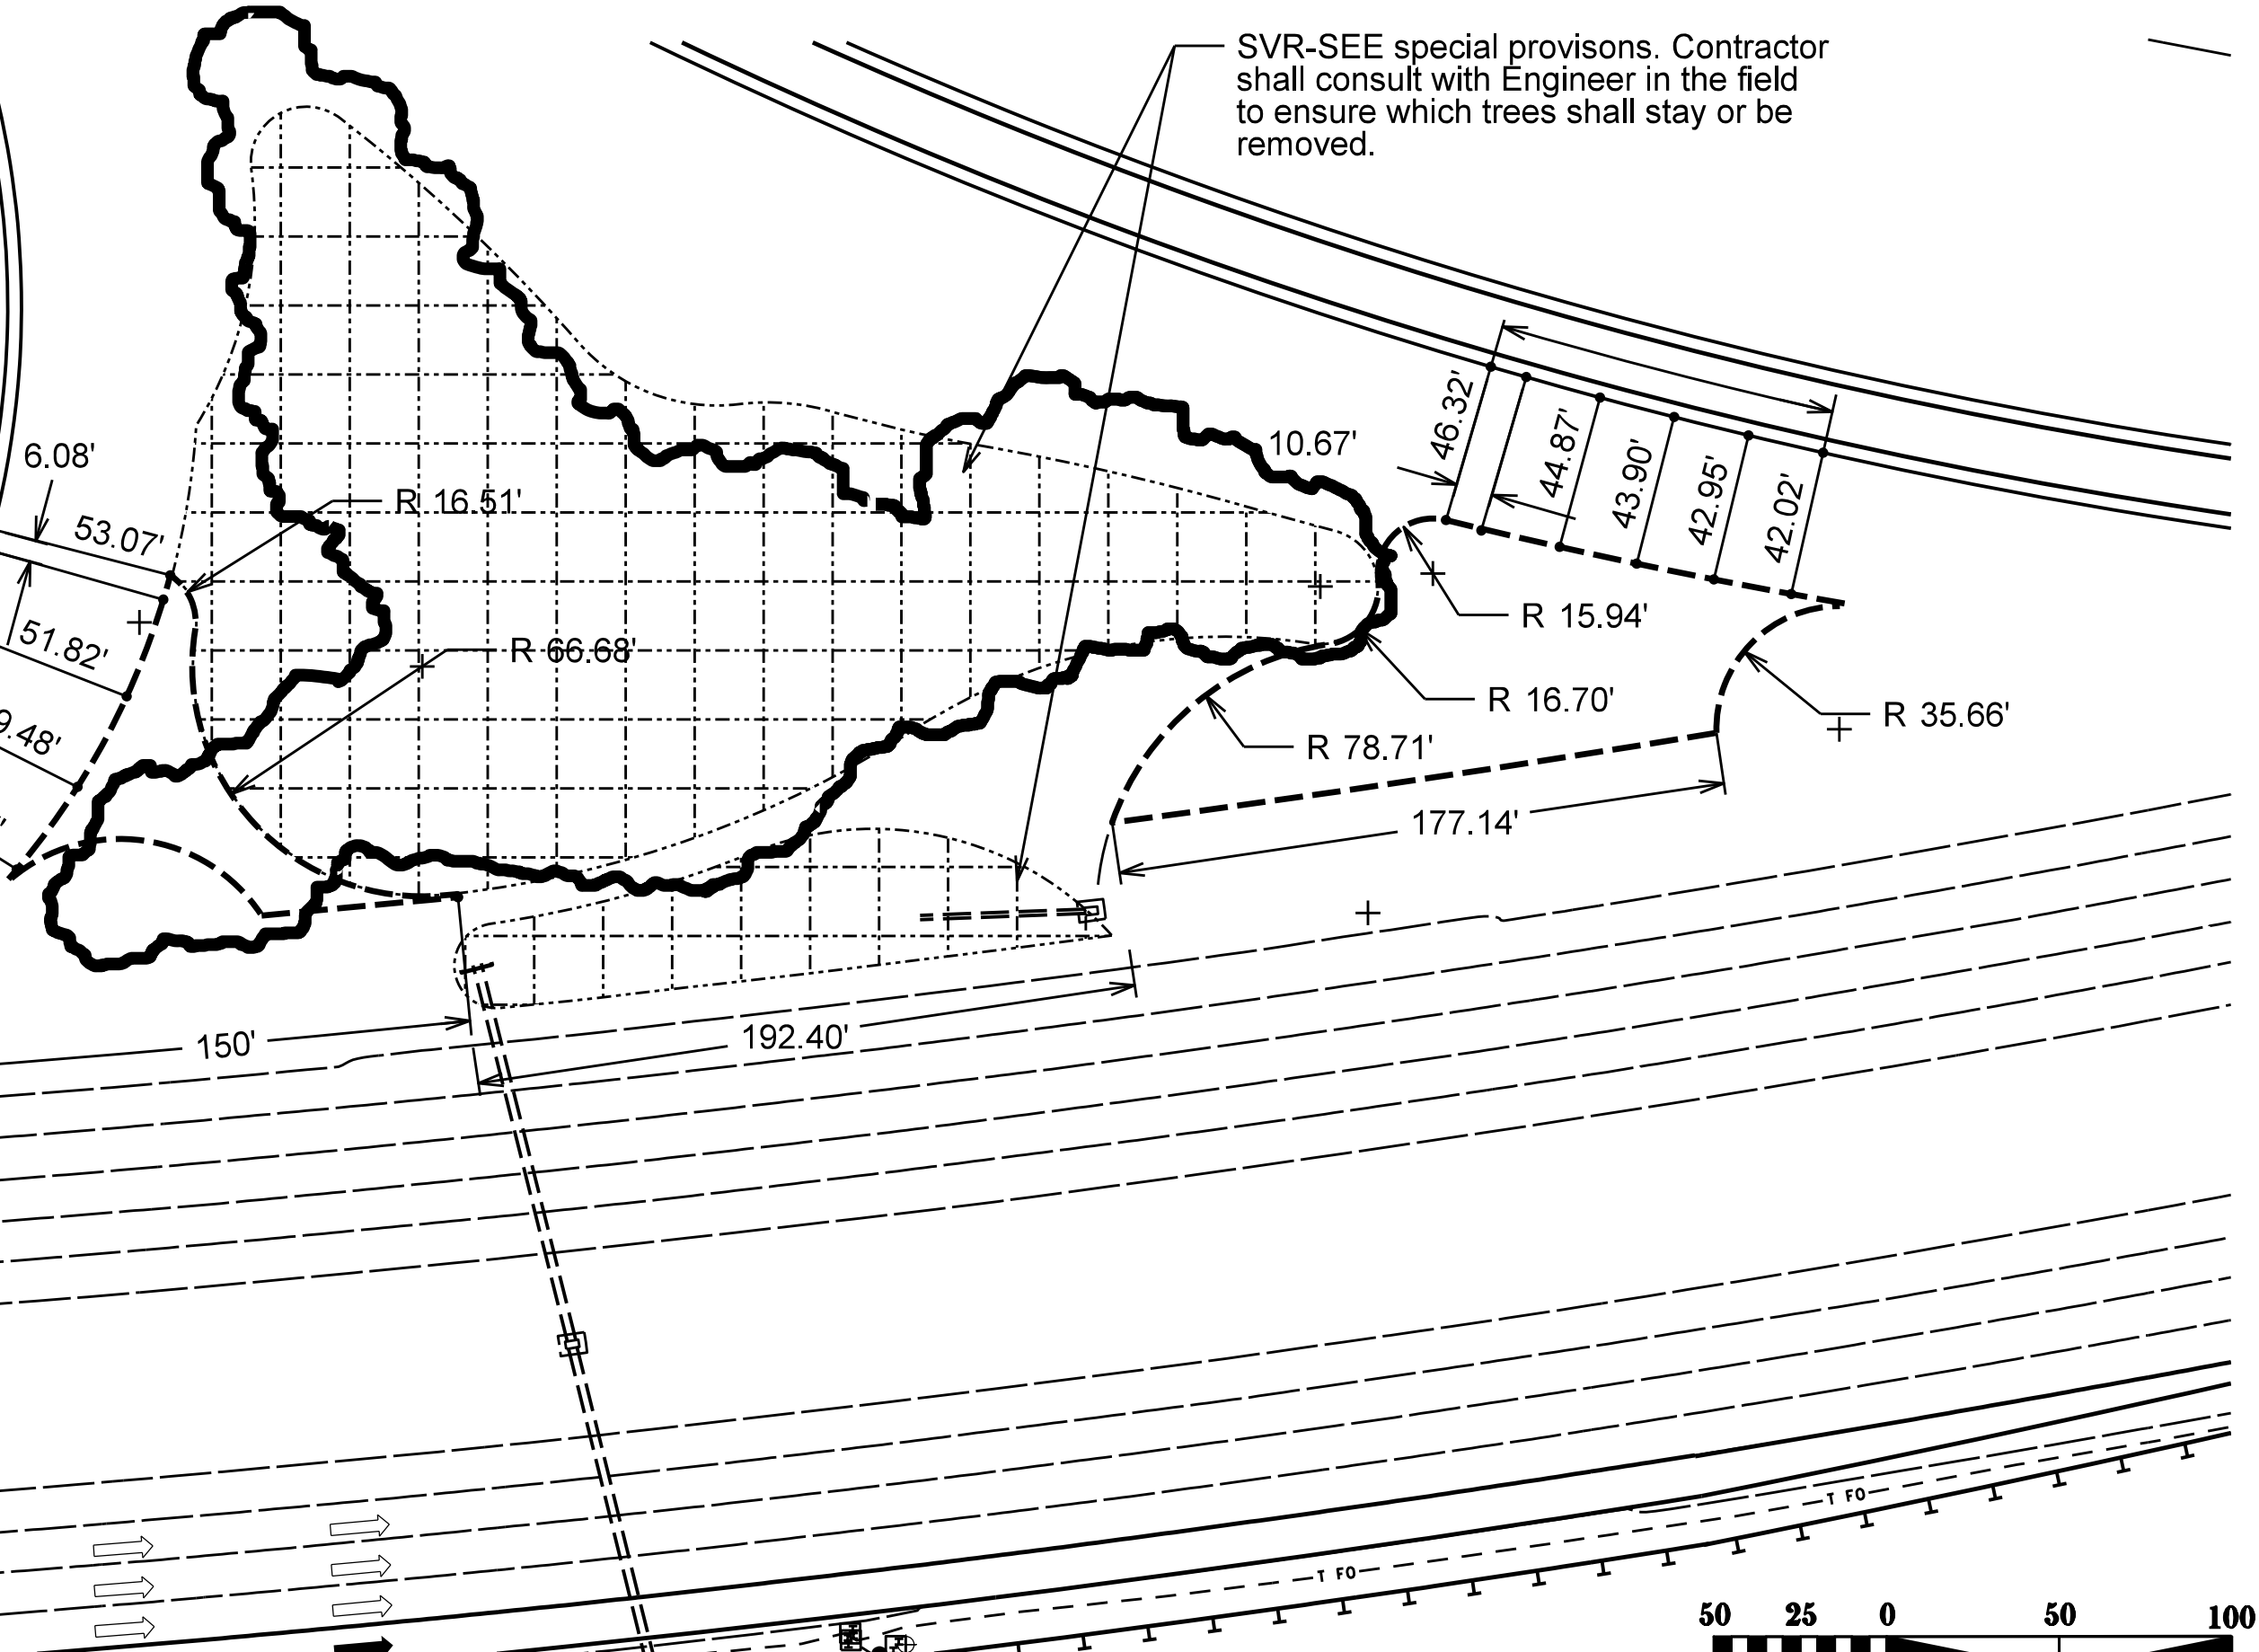 SVR-SEE special provisons. Contractor
shall consult with Engineer in the field
to ensure which trees shall stay or be
removed.
46.32'
10.67'
44.87'
43.90'
42.95'
42.02'
6.08'
53.07'
R 16.51'
51.82'
R 66.68'
R 15.94'
R 16.70'
R 35.66'
9.48'
R 78.71'
177.14'
150'
192.40'
T FO
T FO
50 25 0 50 100